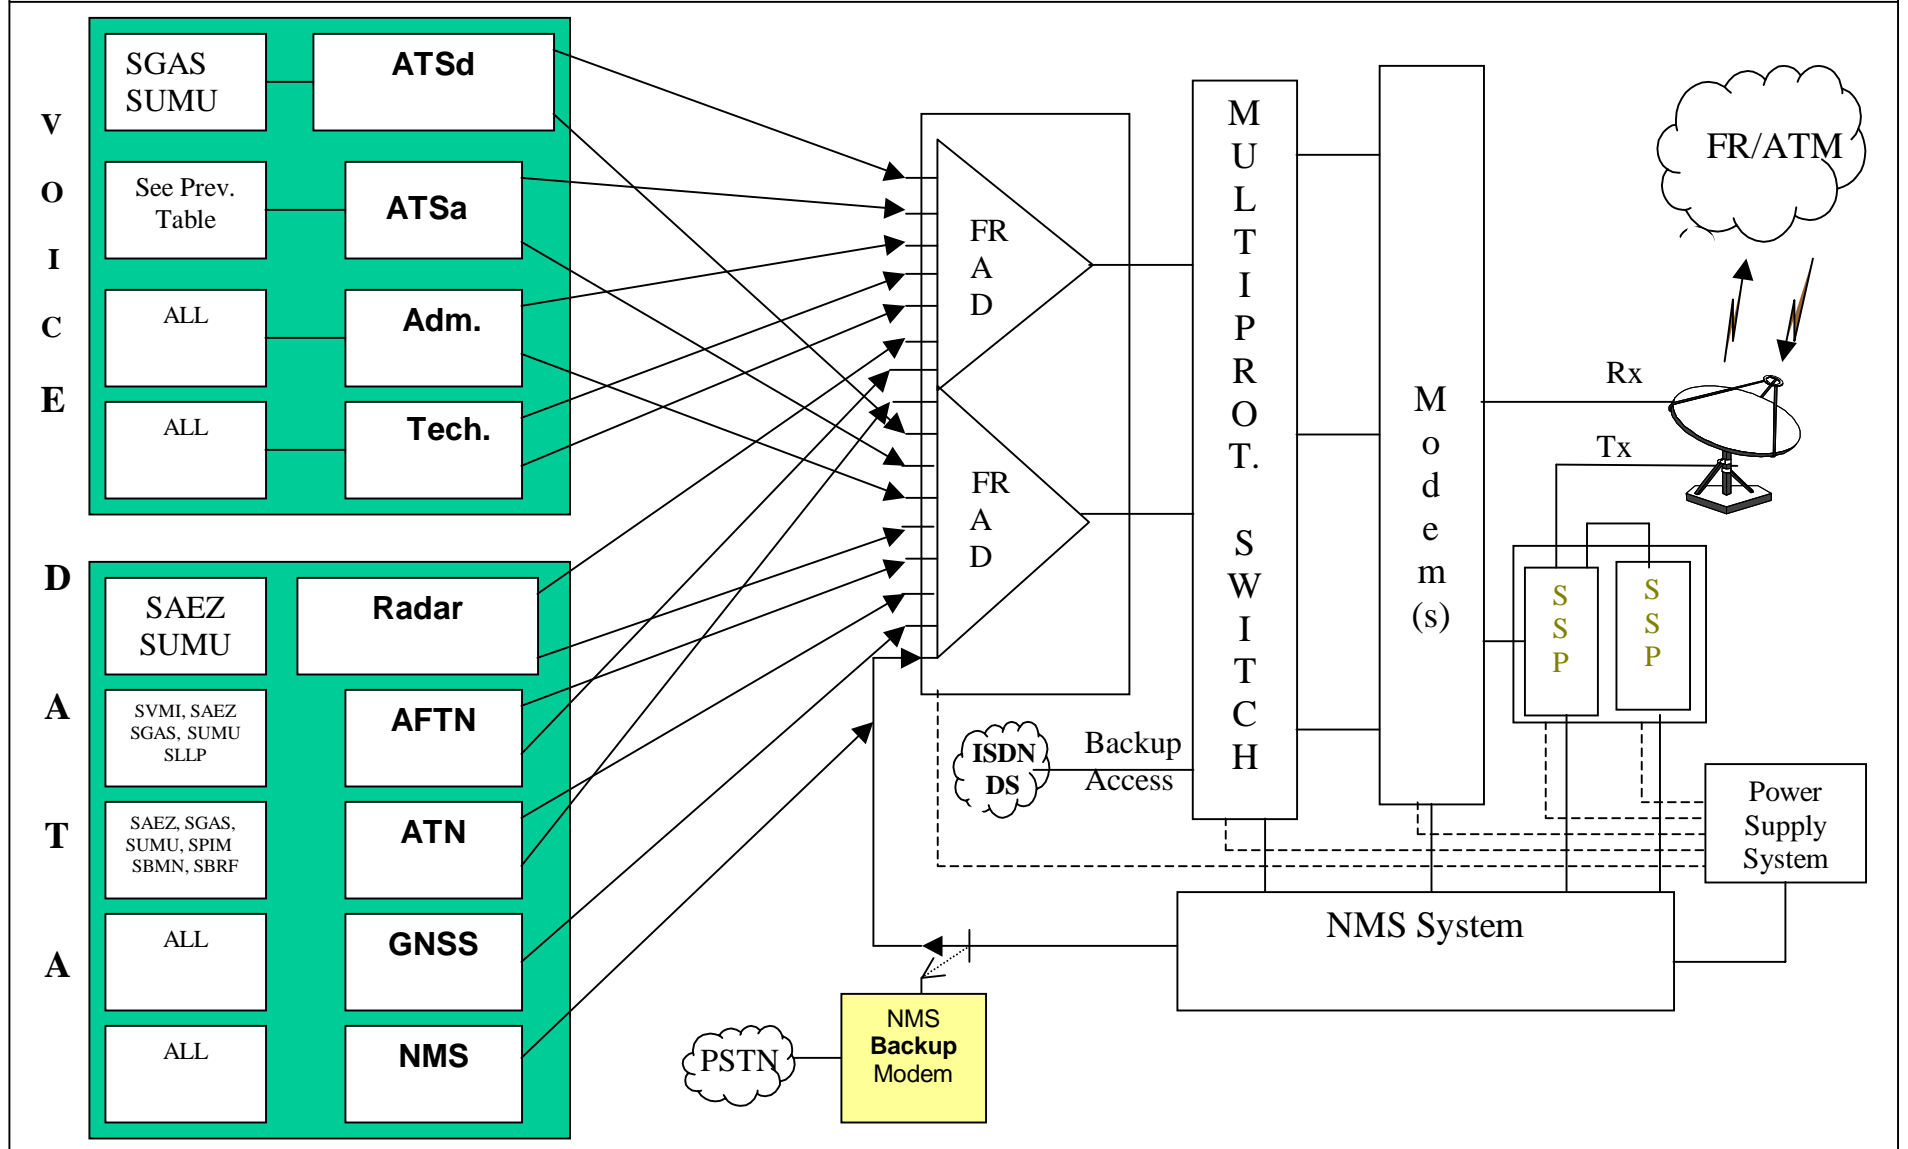 V
O
I
C
E
SGAS
SUMU
ATSd
See Prev.
Table
ATSa
ALL
Adm.
ALL
Tech.
D
A
T
A
SAEZ
SUMU
Radar
SVMI, SAEZ
SGAS, SUMU
SLLP
AFTN
SAEZ, SGAS,
SUMU, SPIM
SBMN, SBRF
ATN
ALL
GNSS
ALL
NMS
FR
A
D
FR
A
D
M
U
L
T
I
P
R
O
T.
S
W
I
T
C
H
M
o
d
e
m
(s)
FR/ATM
Rx
Tx
S
S
P
S
S
P
ISDN
DS
Backup
Access
Power
Supply
System
NMS System
NMS
Backup
Modem
PSTN